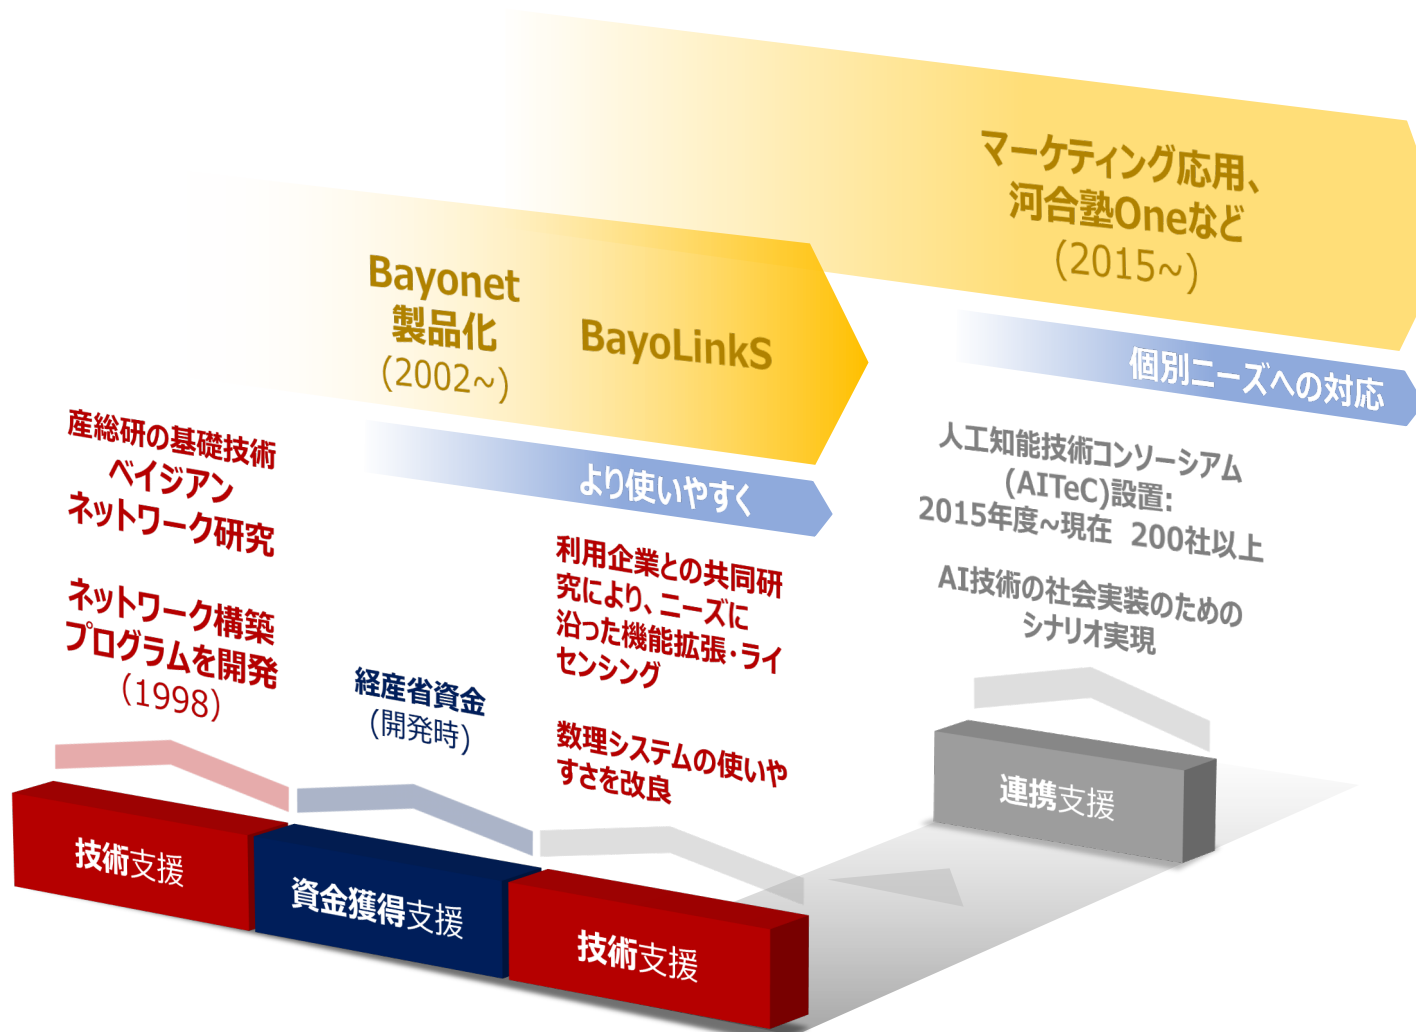 マーケティング応用、
河合塾Oneなど
(2015~)
個別ニーズへの対応
Bayonet
製品化
(2002~)
BayoLinkS
より使いやすく
産総研の基礎技術
ベイジアン
ネットワーク研究
ネットワーク構築
プログラムを開発
(1998)
経産省資金
(開発時)
利用企業との共同研
究により、ニーズに
沿った機能拡張・ライ
センシング
数理システムの使いや
すさを改良
人工知能技術コンソーシアム
(AITeC)設置:
2015年度~現在 200社以上
AI技術の社会実装のための
シナリオ実現
技術支援
資金獲得支援
技術支援
連携支援